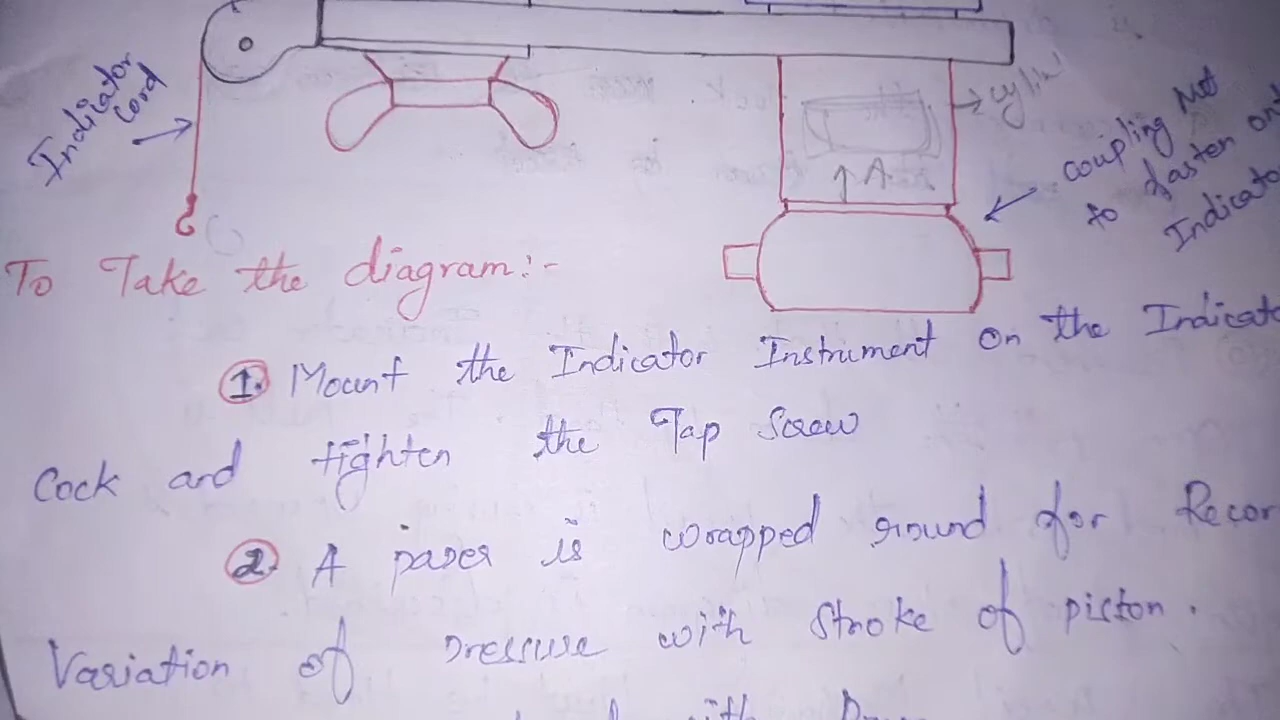 Indicator
Cord
A
coupling Nut
to fasten on
Indicato
To Take the diagram:-
1. Mount the Indicator Instrument on the Indicato
Cock and tighten the Tap Screw
2. A paper is wrapped round for Recor
Variation of pressure with Stroke of piston.